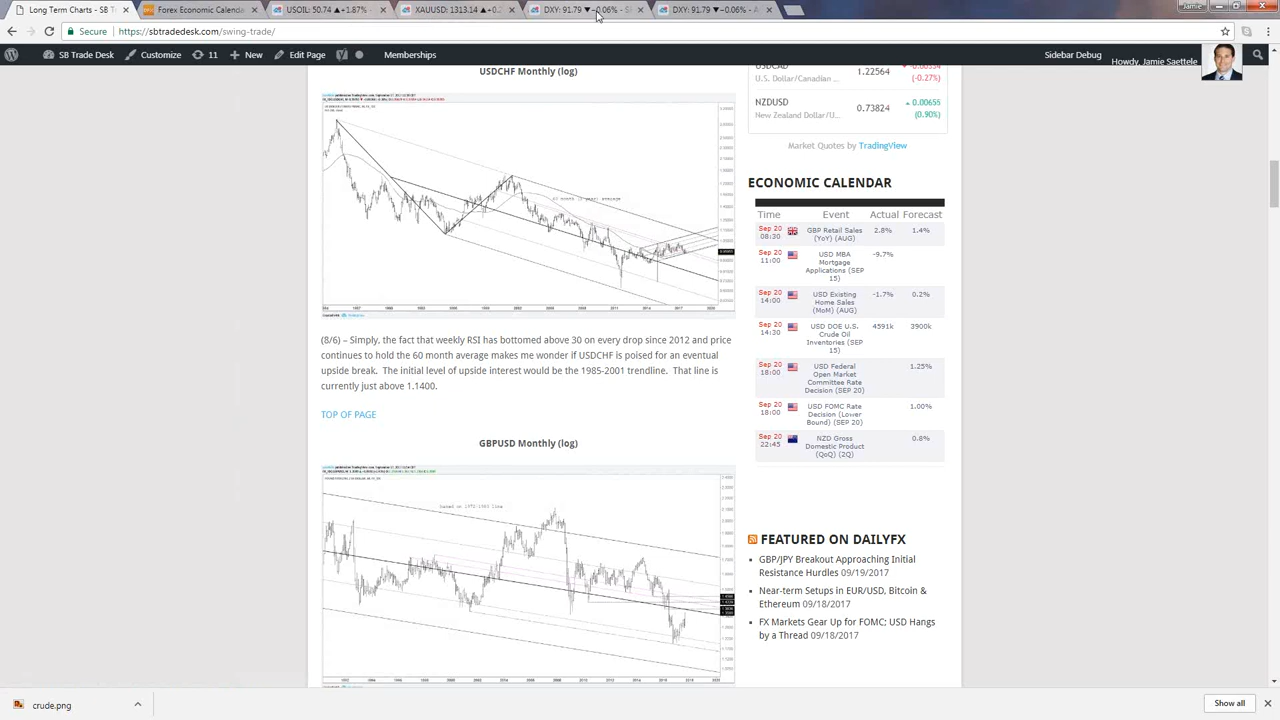 Long Term Charts - SB Tra
Forex Economic Calenda
USOIL: 50.74 ▲+1.87%
XAUUSD: 1313.14 ▲+0.2
DXY: 91.79 ▼−0.06% - S
DXY: 91.79 ▼−0.06% - A
Jamie
Secure
https://sbtradedesk.com/swing-trade/
SB Trade Desk
Customize
11
New
Edit Page
Memberships
Sidebar Debug
Howdy, Jamie Saettele
USDCHF Monthly (log)
(8/6) – Simply, the fact that weekly RSI has bottomed above 30 on every drop since 2012 and price
continues to hold the 60 month average makes me wonder if USDCHF is poised for an eventual
upside break. The initial level of upside interest would be the 1985-2001 trendline. That line is
currently just above 1.1400.
TOP OF PAGE
GBPUSD Monthly (log)
based on 1972-1983 line
USDCAD
U.S. Dollar/Canadian ...
1.22564
(-0.27%)
NZDUSD
New Zealand Dollar/U...
0.73824
▲ 0.00655
(0.90%)
Market Quotes by TradingView
ECONOMIC CALENDAR
Time Event Actual Forecast
Sep 20
08:30
GBP Retail Sales
(YoY) (AUG)
2.8%
1.4%
Sep 20
11:00
USD MBA
Mortgage
Applications (SEP
15)
-9.7%
Sep 20
14:00
USD Existing
Home Sales
(MoM) (AUG)
-1.7%
0.2%
Sep 20
14:30
USD DOE U.S.
Crude Oil
Inventories (SEP
15)
4591k
3900k
Sep 20
18:00
USD Federal
Open Market
Committee Rate
Decision (SEP 20)
1.25%
Sep 20
18:00
USD FOMC Rate
Decision (Lower
Bound) (SEP 20)
1.00%
Sep 20
22:45
NZD Gross
Domestic Product
(QoQ) (2Q)
0.8%
FEATURED ON DAILYFX
GBP/JPY Breakout Approaching Initial
Resistance Hurdles 09/19/2017
Near-term Setups in EUR/USD, Bitcoin &
Ethereum 09/18/2017
FX Markets Gear Up for FOMC; USD Hangs
by a Thread 09/18/2017
crude.png
Show all